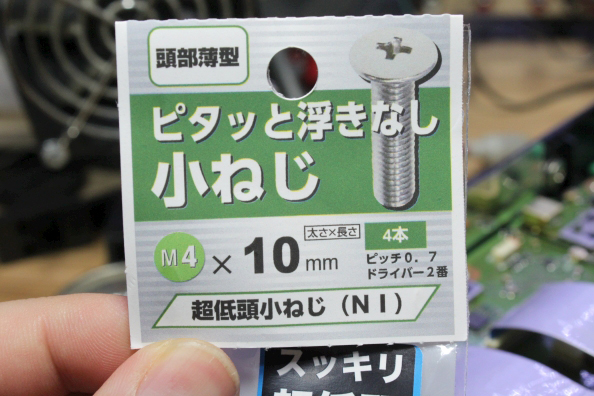 頭部薄型
ピタッと浮きなし
小ねじ
M4 × 10mm
太さ×長さ
4本
ピッチ0.7
ドライバー2番
超低頭小ねじ(NI)
スッキリ